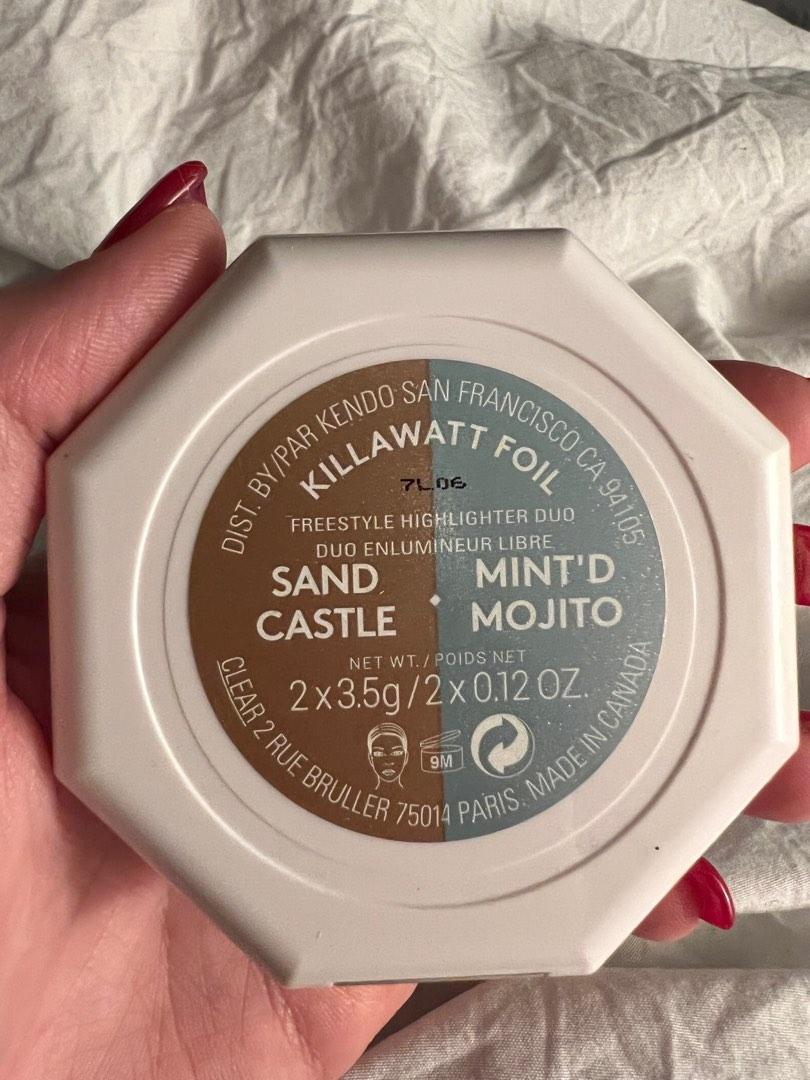 DIST. BY/PAR KENDO SAN FRANCISCO CA 94105
KILLAWATT FOIL
7L06
FREESTYLE HIGHLIGHTER DUO
DUO ENLUMINEUR LIBRE
SAND CASTLE
MINT'D MOJITO
NET WT. / POIDS NET
2 x 3.5g / 2 x 0.12 OZ.
9M
CLEAR 2 RUE BRULLER 75014 PARIS. MADE IN CANADA